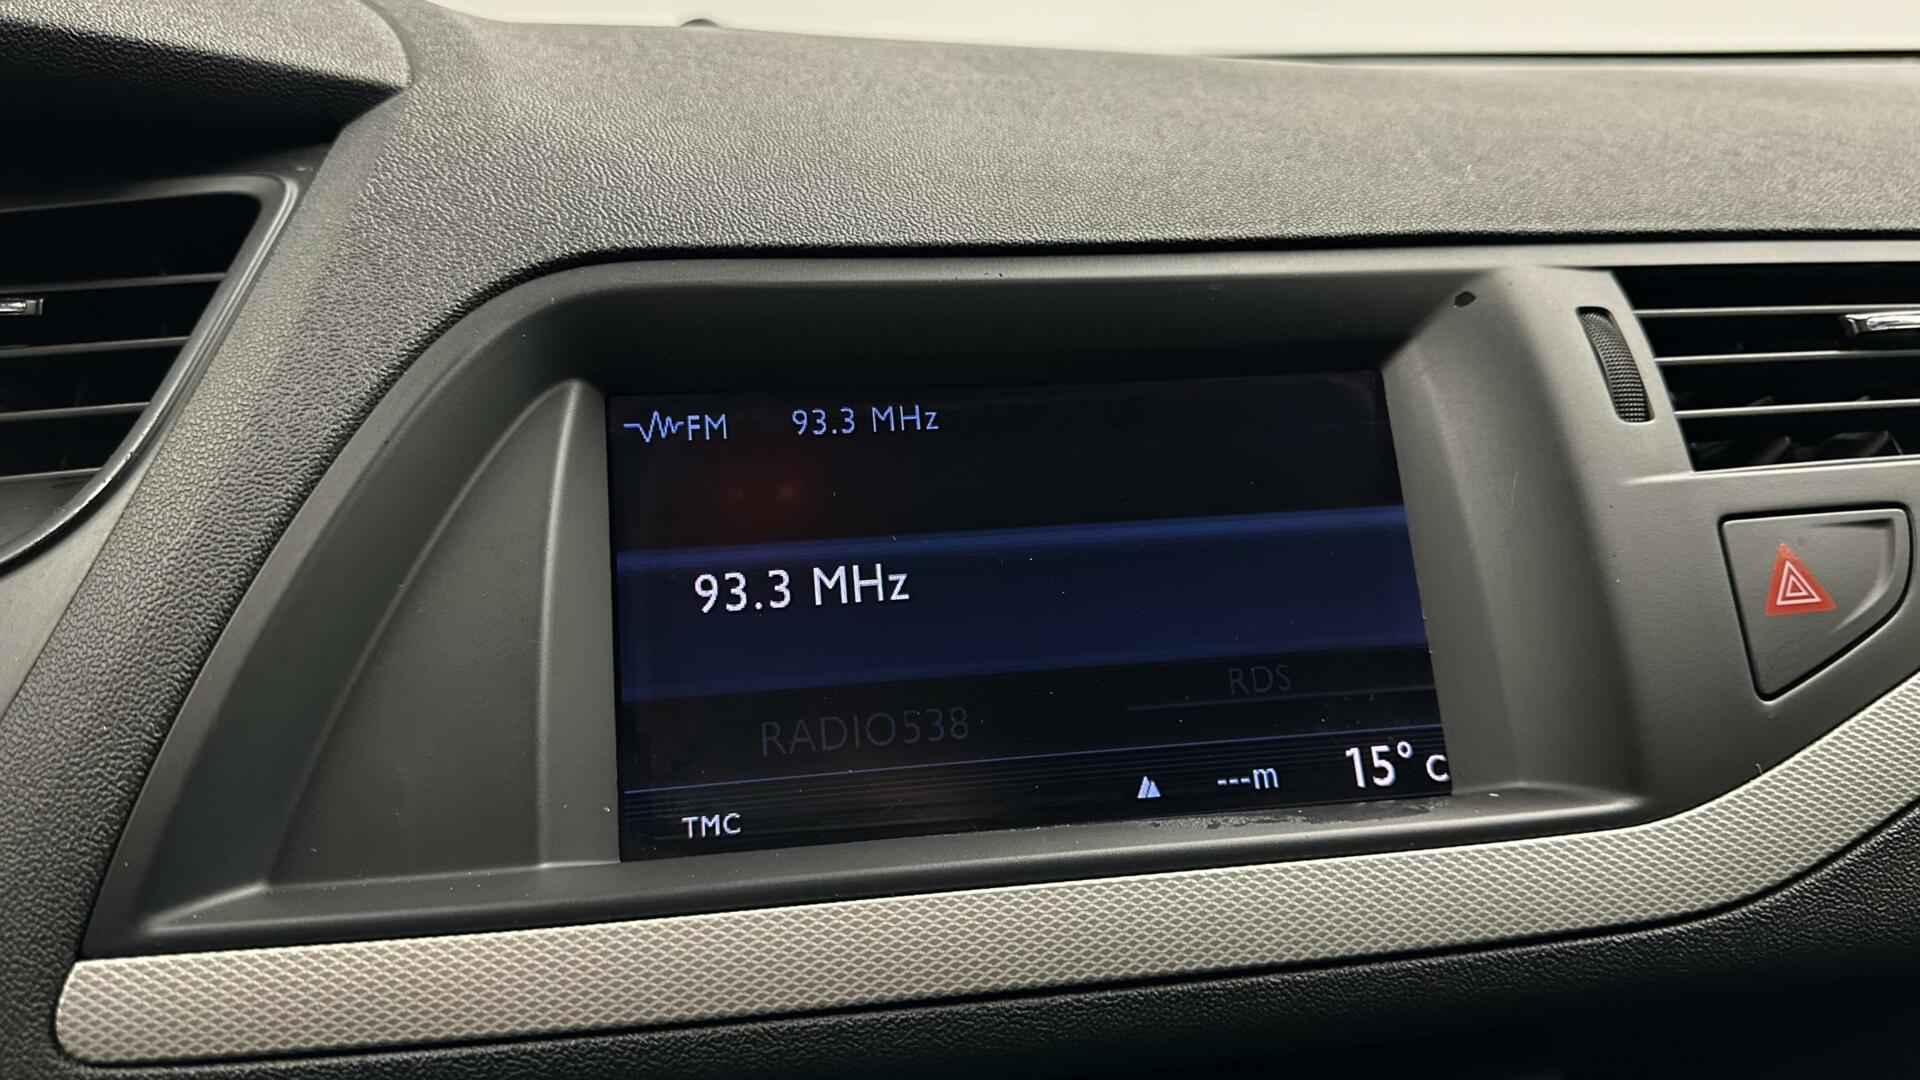 FM 93.3 MHz
93.3 MHz
RDS
RADIO538
---m 15° C
TMC